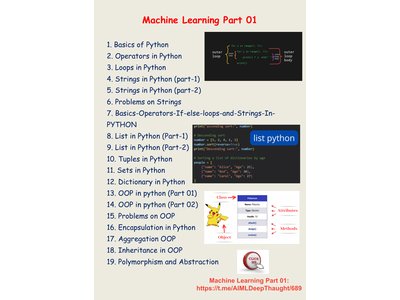 Machine Learning Part 01
1. Basics of Python
2. Operators in Python
3. Loops in Python
4. Strings in Python (part-1)
5. Strings in Python (part-2)
6. Problems on Strings
7. Basics-Operators-If-else-loops-and-Strings-In-
PYTHON
8. List in Python (Part-1)
9. List in Python (Part-2)
10. Tuples in Python
11. Sets in Python
12. Dictionary in Python
13. OOP in python (Part 01)
14. OOP in python (Part 02)
15. Problems on OOP
16. Encapsulation in Python
17. Aggregation OOP
18. Inheritance in OOP
19. Polymorphism and Abstraction
outer
loop
outer
loop
body
list python
Class
Attributes
Methods
Object
Machine Learning Part 01:
https://t.me/AIMLDeepThought/689